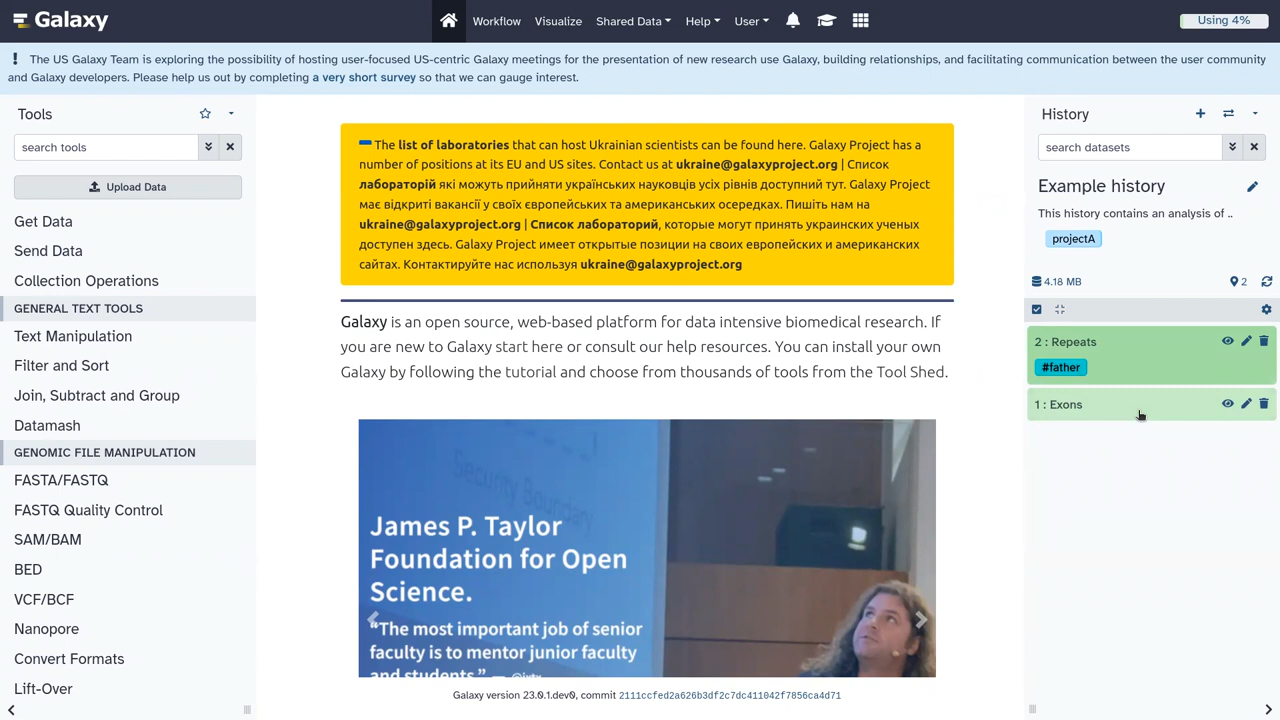 Galaxy
Workflow
Visualize
Shared Data
Help
User
Using 4%
The US Galaxy Team is exploring the possibility of hosting user-focused US-centric Galaxy meetings for the presentation of new research use Galaxy, building relationships, and facilitating communication between the user community
and Galaxy developers. Please help us out by completing a very short survey so that we can gauge interest.
Tools
search tools
Upload Data
Get Data
Send Data
Collection Operations
GENERAL TEXT TOOLS
Text Manipulation
Filter and Sort
Join, Subtract and Group
Datamash
GENOMIC FILE MANIPULATION
FASTA/FASTQ
FASTQ Quality Control
SAM/BAM
BED
VCF/BCF
Nanopore
Convert Formats
Lift-Over
The list of laboratories that can host Ukrainian scientists can be found here. Galaxy Project has a
number of positions at its EU and US sites. Contact us at ukraine@galaxyproject.org | Список
лабораторій які можуть прийняти українських науковців усіх рівнів доступний тут. Galaxy Project
має відкриті вакансії у своїх європейських та американських осередках. Пишіть нам на
ukraine@galaxyproject.org | Список лабораторий, которые могут принять украинских ученых
доступен здесь. Galaxy Project имеет открытые позиции на своих европейских и американских
сайтах. Контактируйте нас используя ukraine@galaxyproject.org
Galaxy is an open source, web-based platform for data intensive biomedical research. If
you are new to Galaxy start here or consult our help resources. You can install your own
Galaxy by following the tutorial and choose from thousands of tools from the Tool Shed.
Security Boundary
James P. Taylor
Foundation for Open
Science.
“The most important job of senior
faculty is to mentor junior faculty
and students.” — @jxtx
Galaxy version 23.0.1.dev0, commit 2111ccfed2a626b3df2c7dc411042f7856ca4d71
History
search datasets
Example history
This history contains an analysis of ..
projectA
4.18 MB
2
2 : Repeats
#father
1 : Exons